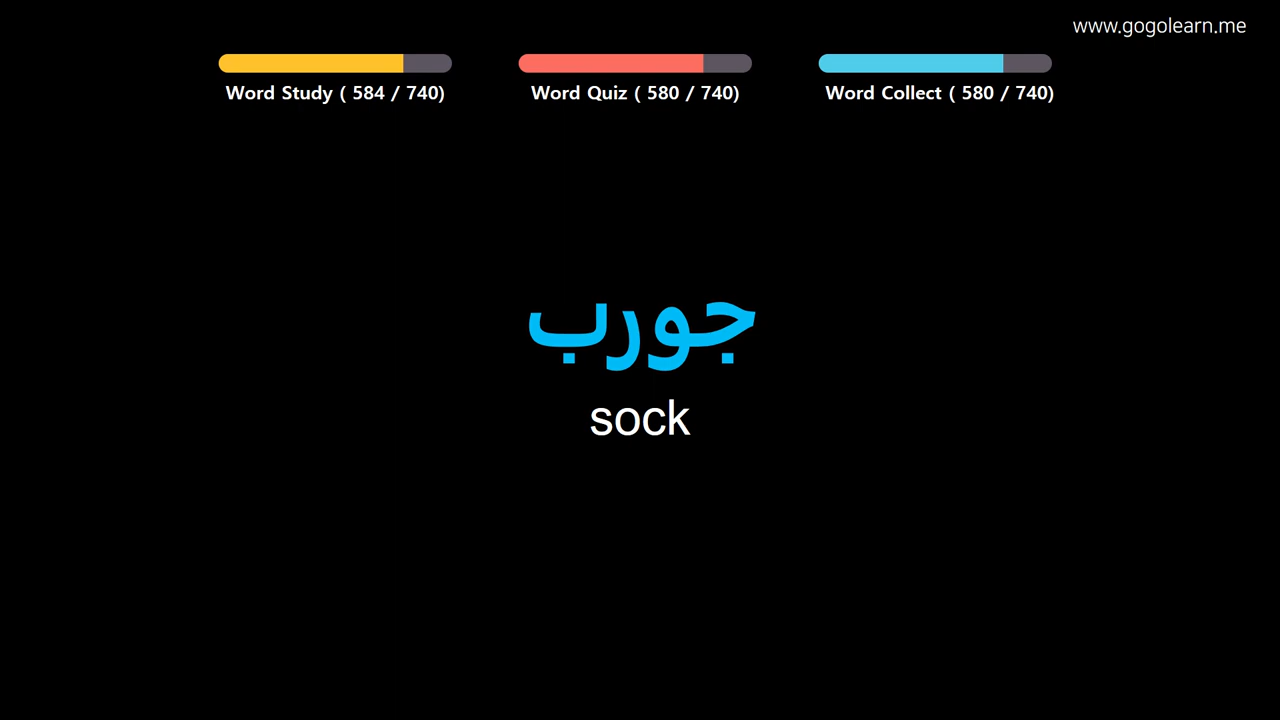 www.gogolearn.me
Word Study ( 584 / 740)
Word Quiz ( 580 / 740)
Word Collect ( 580 / 740)
جورب
sock